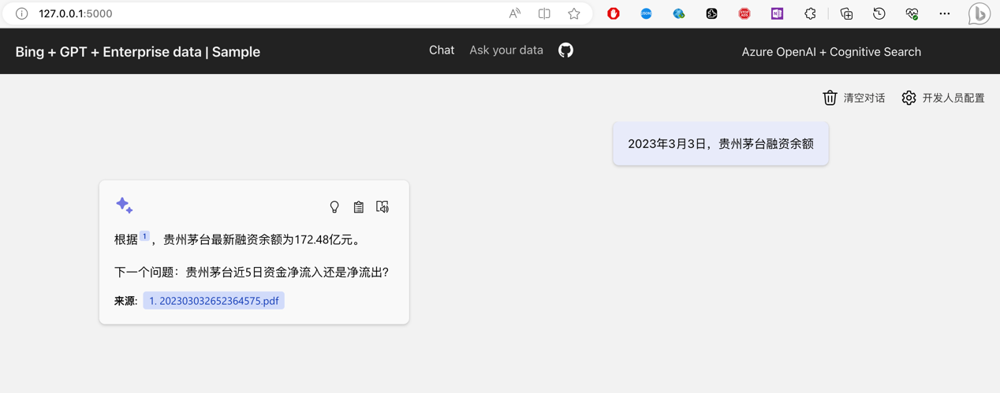 127.0.0.1:5000
JSON
STOP ADS
N
b
Bing + GPT + Enterprise data | Sample
Chat
Ask your data
Azure OpenAI + Cognitive Search
清空对话
开发人员配置
2023年3月3日，贵州茅台融资余额
根据1，贵州茅台最新融资余额为172.48亿元。
下一个问题：贵州茅台近5日资金净流入还是净流出?
来源: 1. 202303032652364575.pdf